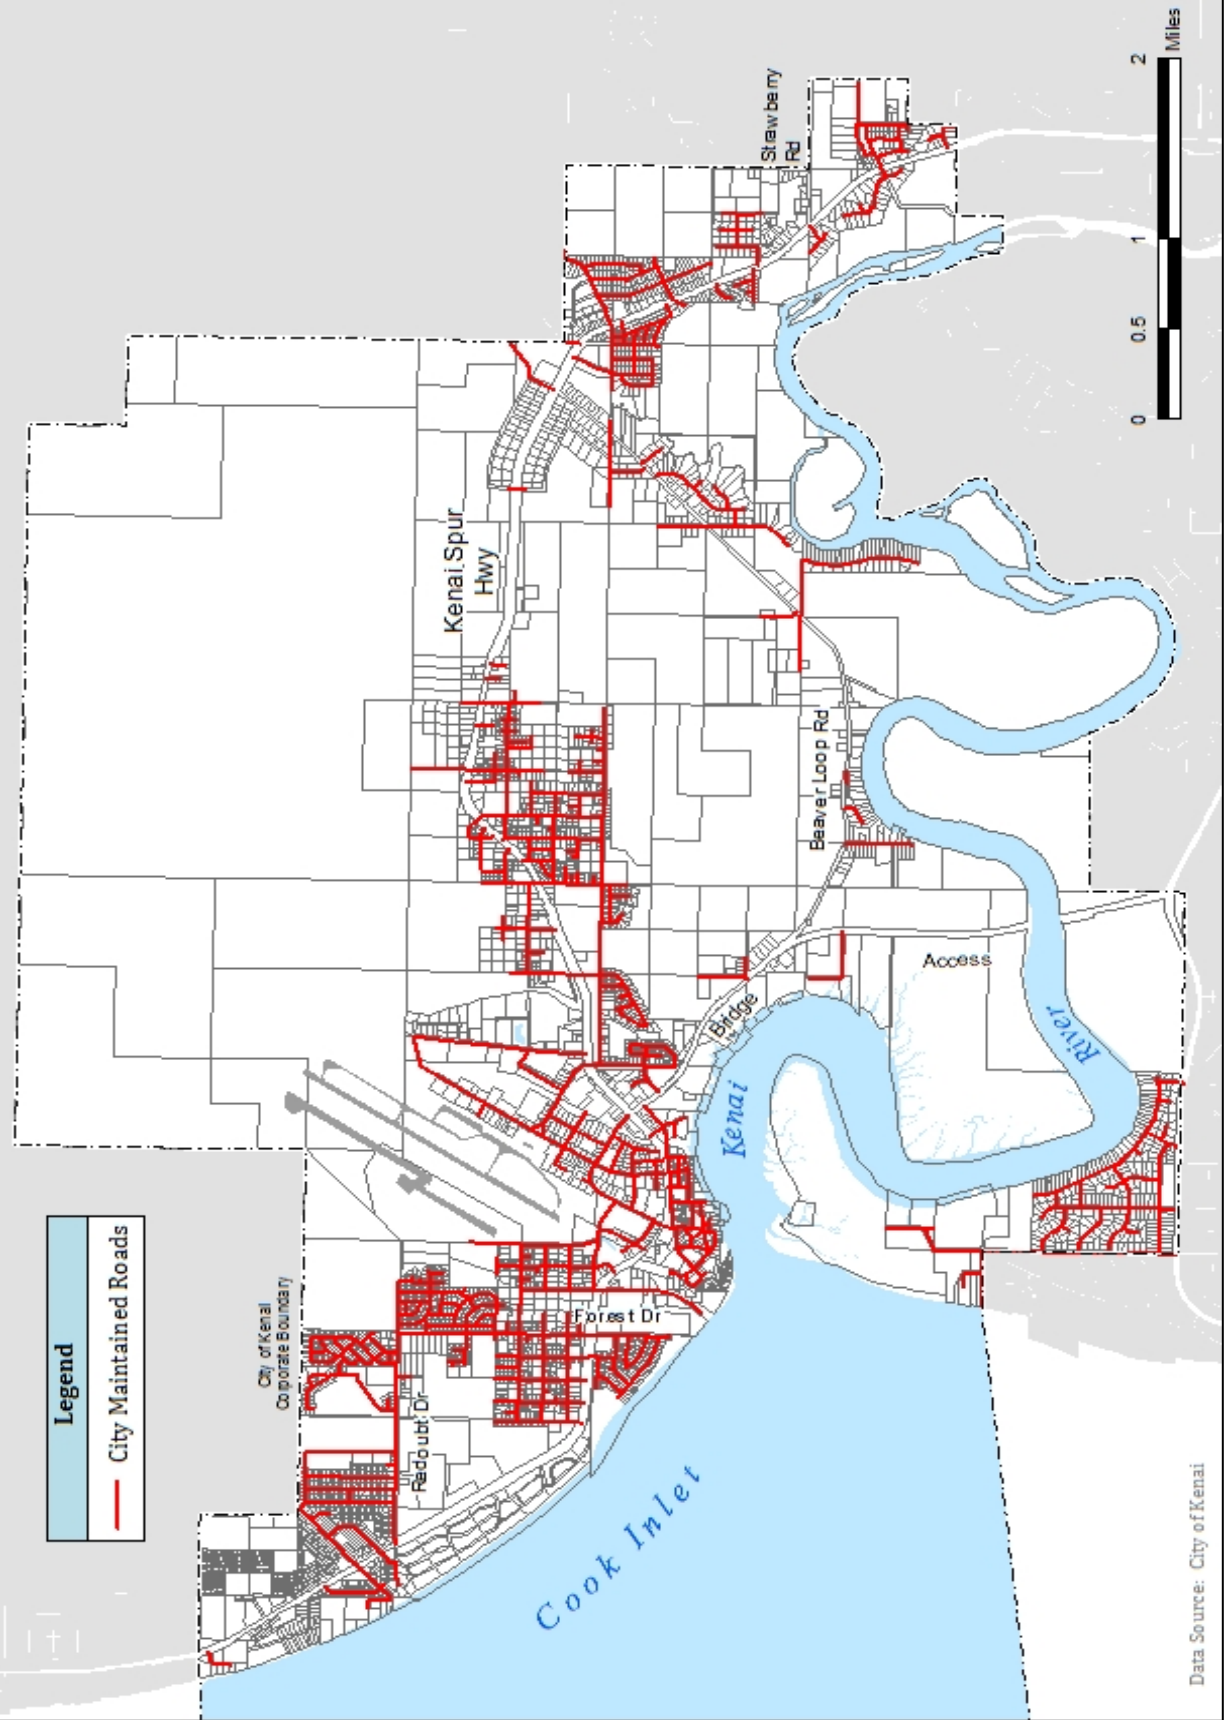 Legend
City Maintained Roads
City of Kenai
Corporate Boundary
Redoubt Dr
Forest Dr
Kenai Spur
Hwy
Strawberry
Rd
Beaver Loop Rd
Bridge
Access
Kenai
River
Cook Inlet
0 0.5 1 2
Miles
Data Source: City of Kenai